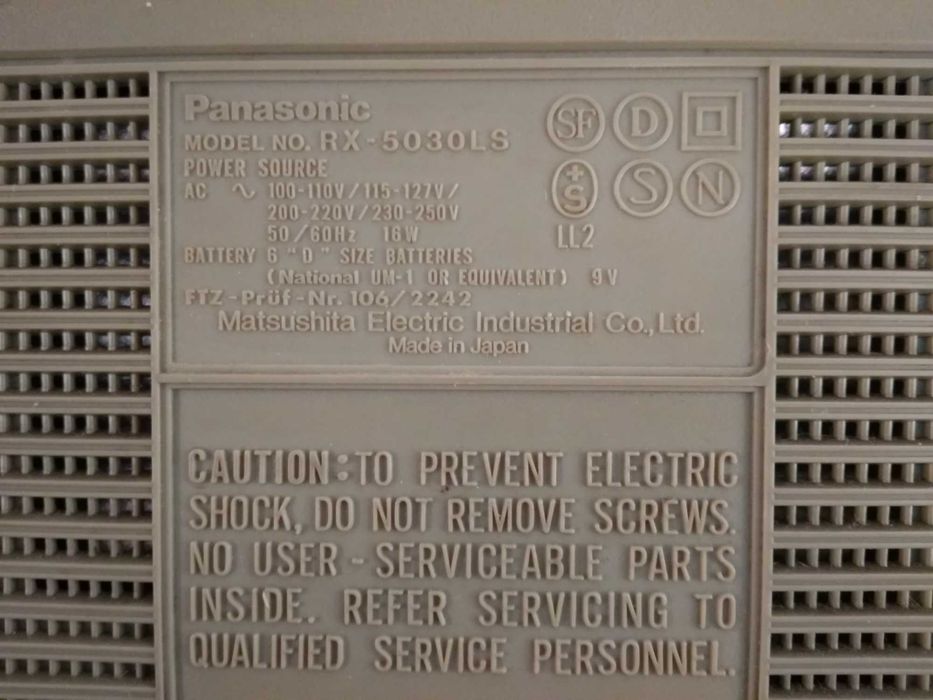 Panasonic
MODEL NO. RX-5030LS
POWER SOURCE
AC ~ 100-110V/115-127V/
200-220V/230-250V
50/60Hz 16W
BATTERY 6 "D" SIZE BATTERIES
(National UM-1 OR EQUIVALENT) 9V
FTZ-Prüf-Nr. 106/2242
Matsushita Electric Industrial Co., Ltd.
Made in Japan
SF D
+S S N
LL2
CAUTION: TO PREVENT ELECTRIC
SHOCK, DO NOT REMOVE SCREWS.
NO USER-SERVICEABLE PARTS
INSIDE. REFER SERVICING TO
QUALIFIED SERVICE PERSONNEL.